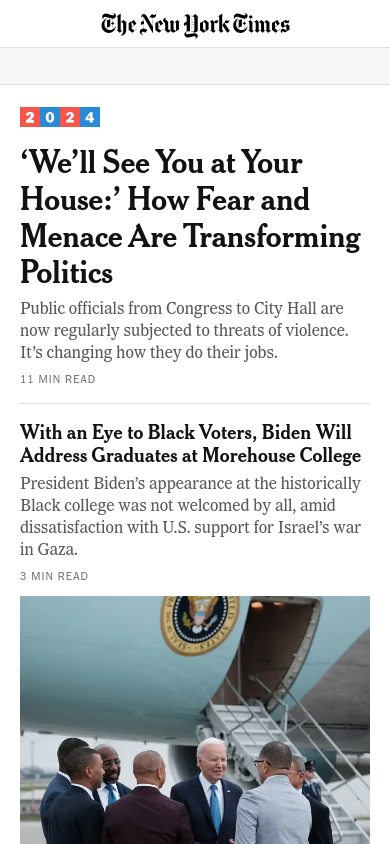 The New York Times
2024
‘We’ll See You at Your
House:’ How Fear and
Menace Are Transforming
Politics
Public officials from Congress to City Hall are
now regularly subjected to threats of violence.
It’s changing how they do their jobs.
11 MIN READ
With an Eye to Black Voters, Biden Will
Address Graduates at Morehouse College
President Biden’s appearance at the historically
Black college was not welcomed by all, amid
dissatisfaction with U.S. support for Israel’s war
in Gaza.
3 MIN READ